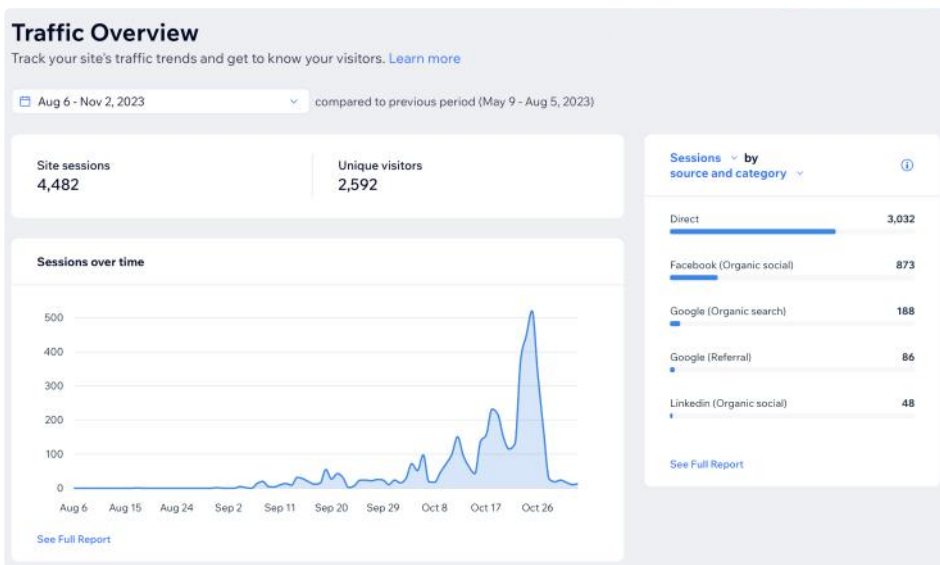 Traffic Overview
Track your site's traffic trends and get to know your visitors. Learn more
Aug 6 - Nov 2, 2023 compared to previous period (May 9 - Aug 5, 2023)
Site sessions
4,482
Unique visitors
2,592
Sessions over time
500
400
300
200
100
0
Aug 6 Aug 15 Aug 24 Sep 2 Sep 11 Sep 20 Sep 29 Oct 8 Oct 17 Oct 26
See Full Report
Sessions by
source and category
Direct 3,032
Facebook (Organic social) 873
Google (Organic search) 188
Google (Referral) 86
Linkedin (Organic social) 48
See Full Report